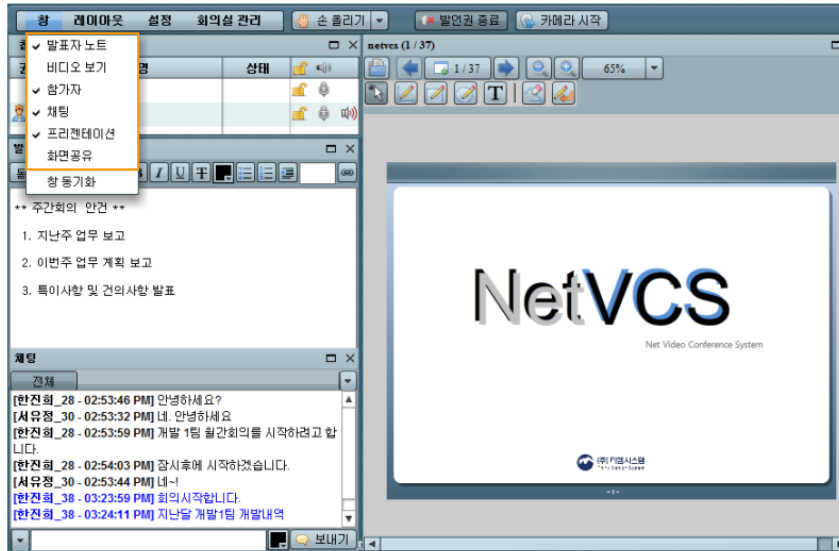 창 레이아웃 설정 회의실 관리 손 올리기 발언권 종료 카메라 시작
발표자 노트
비디오 보기
참가자
채팅
프리젠테이션
화면공유
창 동기화
명 상태
netvcs (1 / 37)
1 / 37 65%
T
I U T
** 주간회의 안건 **
1. 지난주 업무 보고
2. 이번주 업무 계획 보고
3. 특이사항 및 건의사항 발표
채팅
전체
[한진희_28 - 02:53:46 PM] 안녕하세요?
[서유정_30 - 02:53:32 PM] 네. 안녕하세요
[한진희_28 - 02:53:59 PM] 개발 1팀 월간회의를 시작하려고 합
니다.
[한진희_28 - 02:54:03 PM] 잠시후에 시작하겠습니다.
[서유정_30 - 02:53:44 PM] 네~!
[한진희_38 - 03:23:59 PM] 회의시작합니다.
[한진희_38 - 03:24:11 PM] 지난달 개발1팀 개발내역
보내기
NetVCS
Net Video Conference System
(주) 티맥시스템
- 1 -